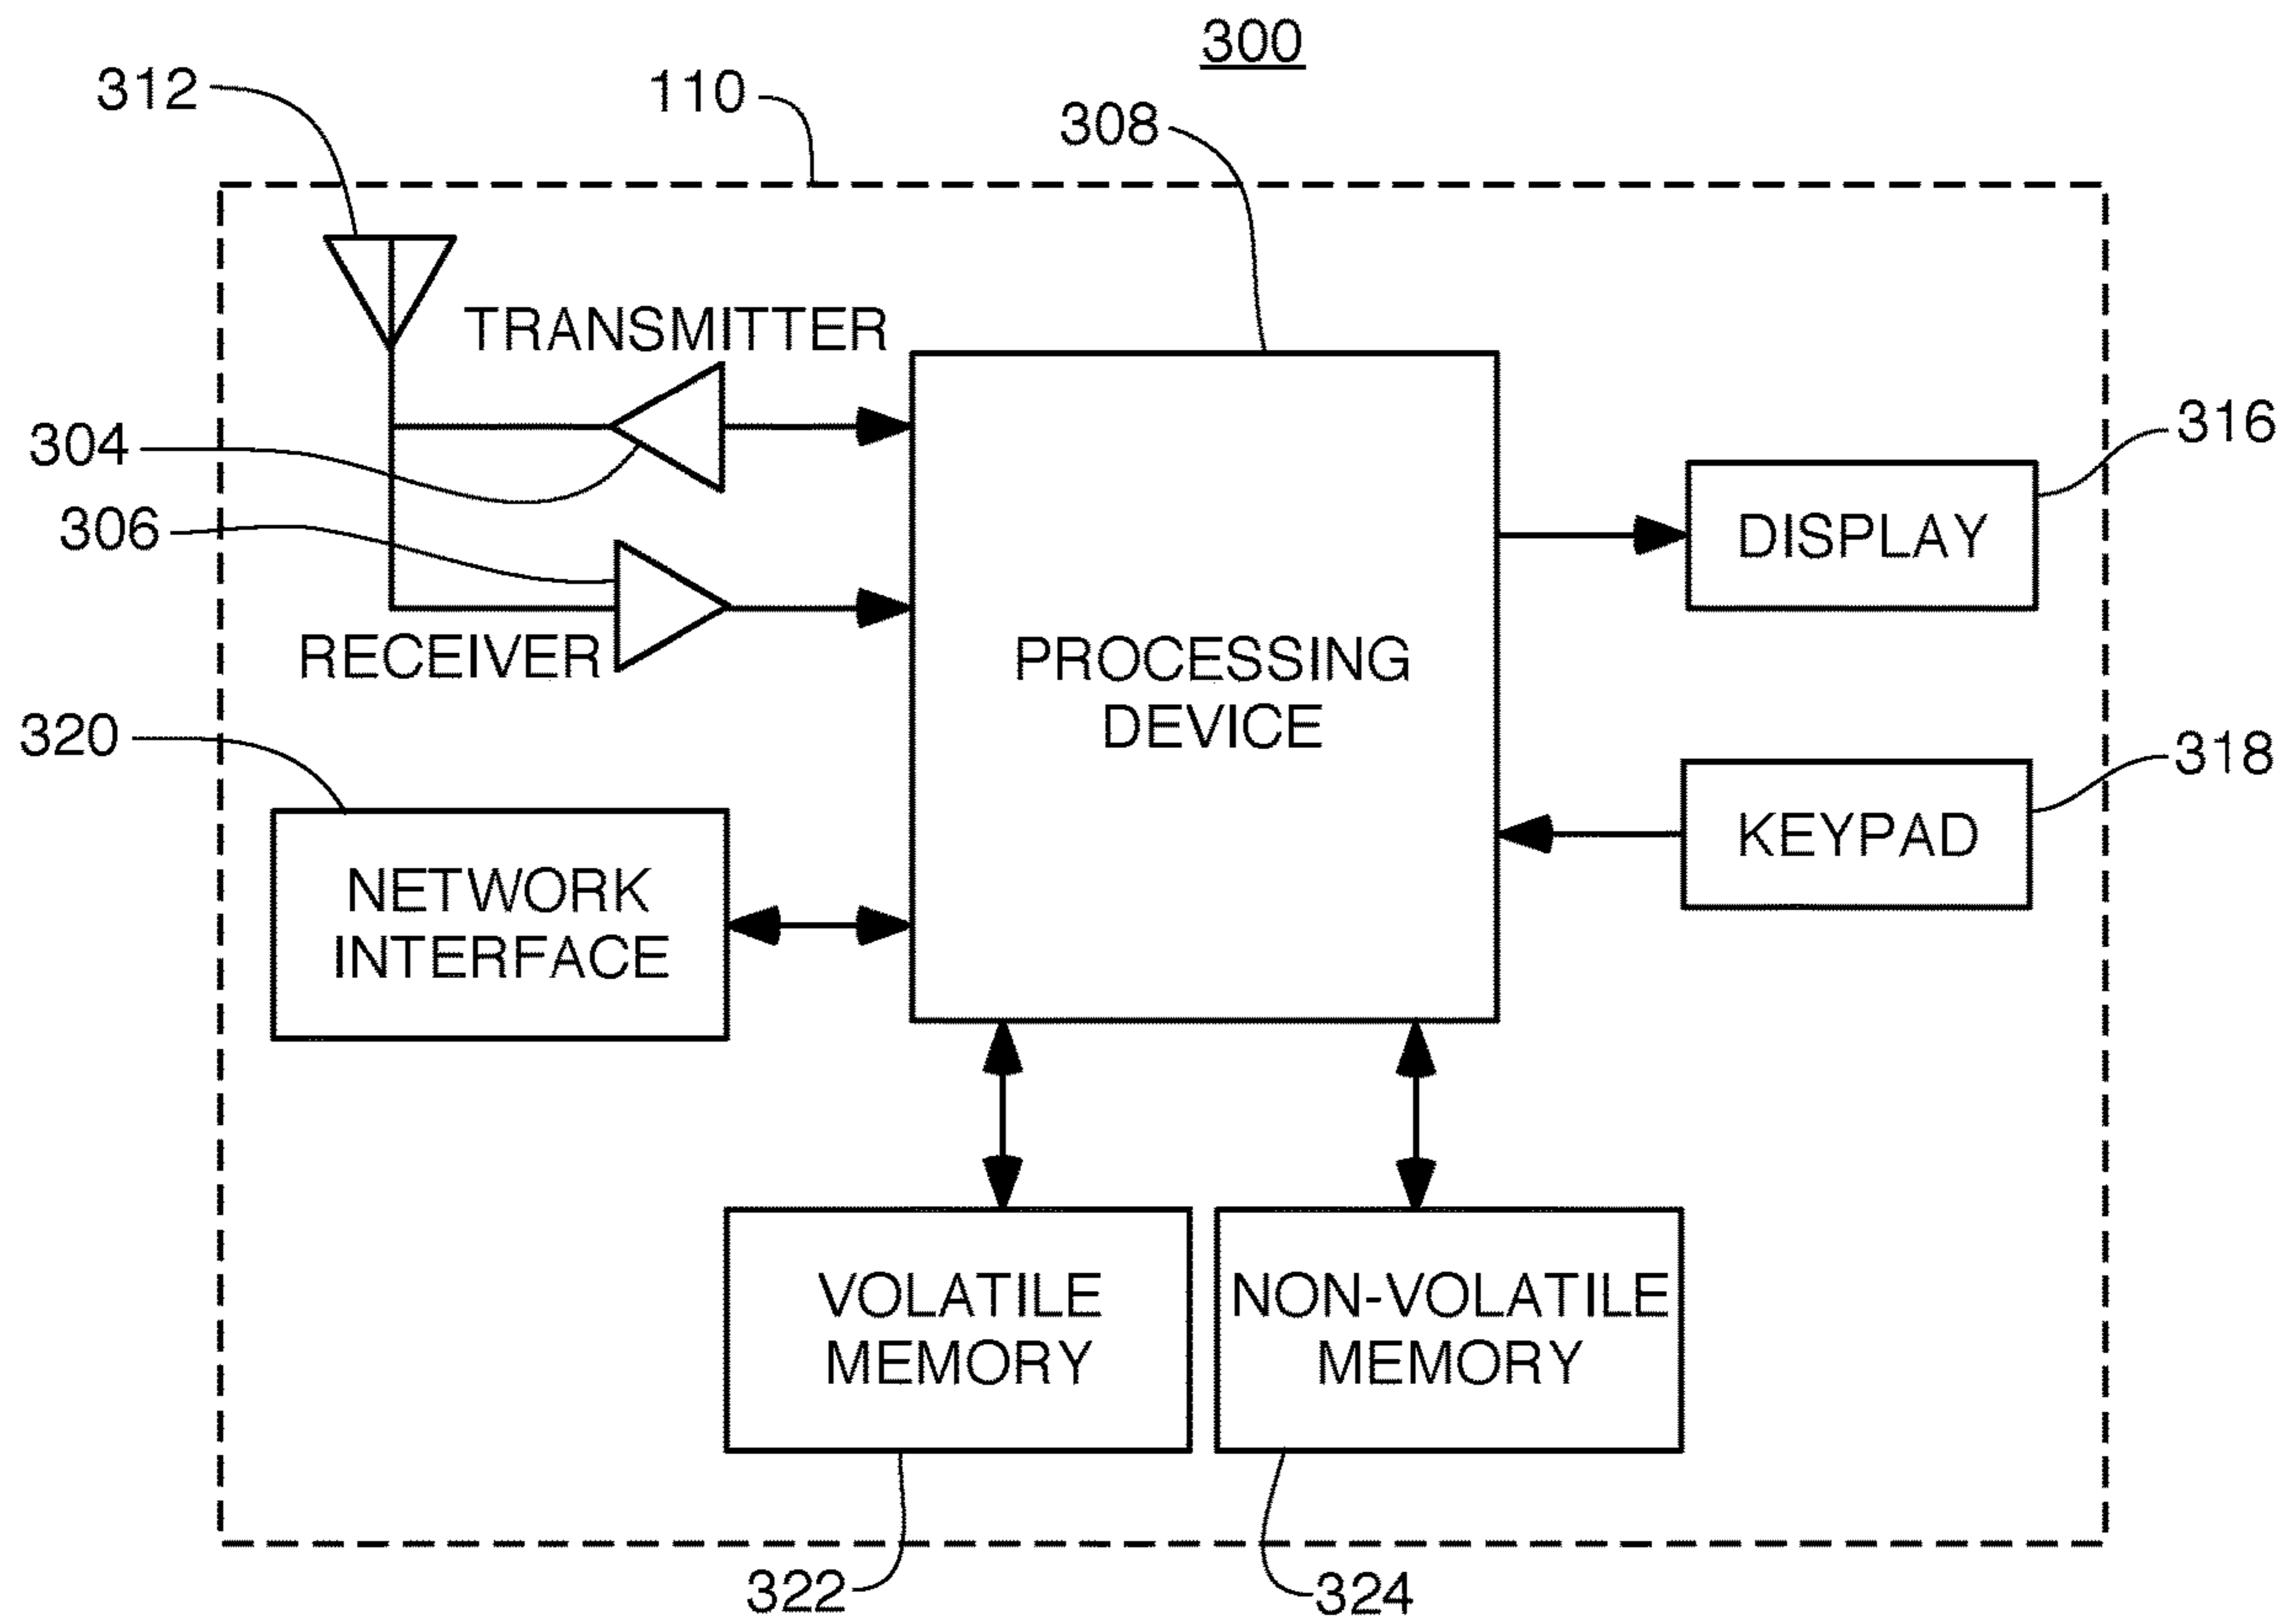 300
312
110
308
TRANSMITTER
304
316
DISPLAY
306
RECEIVER
PROCESSING
DEVICE
320
318
KEYPAD
NETWORK
INTERFACE
VOLATILE
MEMORY
NON-VOLATILE
MEMORY
322
324